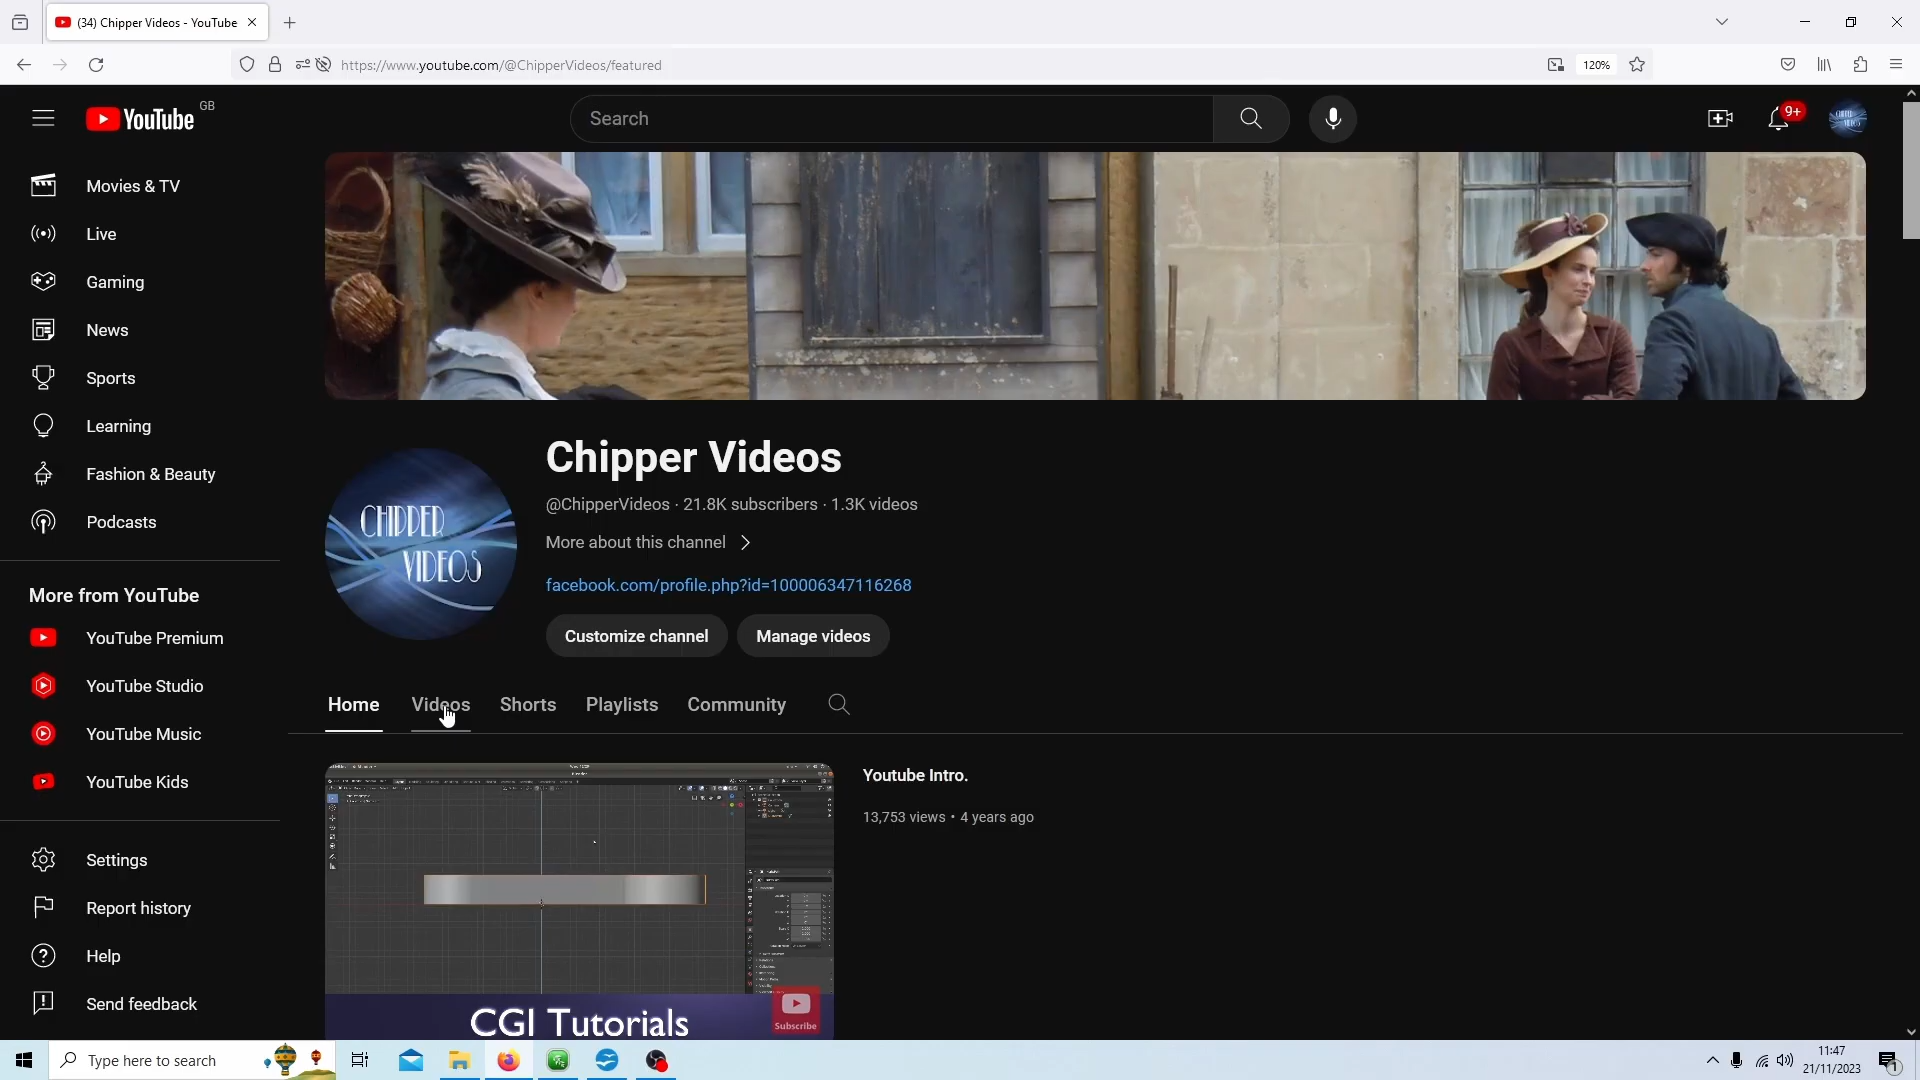 (34) Chipper Videos - YouTube
https://www.youtube.com/@ChipperVideos/featured
120%
YouTube GB
Search
9+
Movies & TV
Live
Gaming
News
Sports
Learning
Fashion & Beauty
Podcasts
More from YouTube
YouTube Premium
YouTube Studio
YouTube Music
YouTube Kids
Settings
Report history
Help
Send feedback
CHIPPER
VIDEOS
Chipper Videos
@ChipperVideos · 21.8K subscribers · 1.3K videos
More about this channel
facebook.com/profile.php?id=100006347116268
Customize channel
Manage videos
Home
Videos
Shorts
Playlists
Community
CGI Tutorials
Subscribe
Youtube Intro.
13,753 views • 4 years ago
Type here to search
11:47
21/11/2023
1